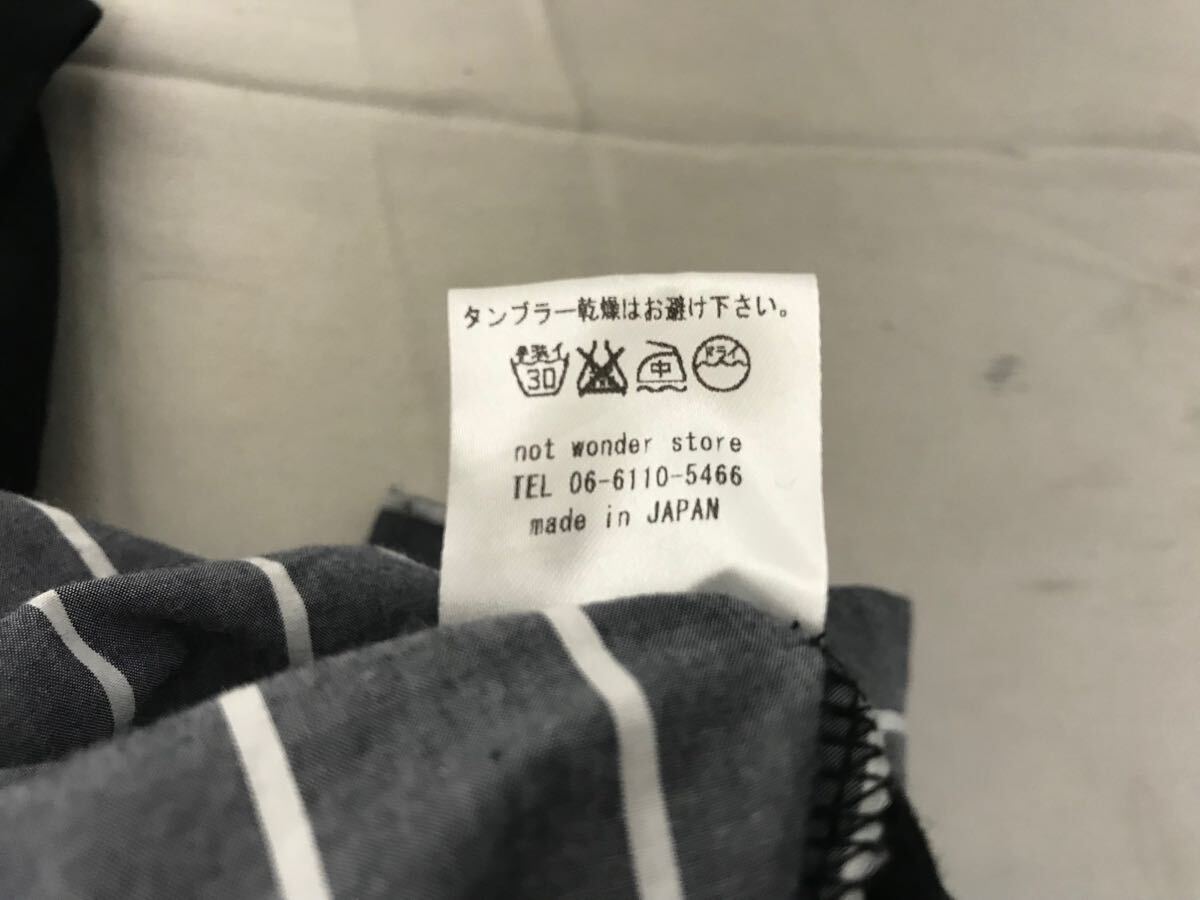 タンブラー乾燥はお避け下さい。
手洗イ 30 中 ドライ
not wonder store
TEL 06-6110-5466
made in JAPAN